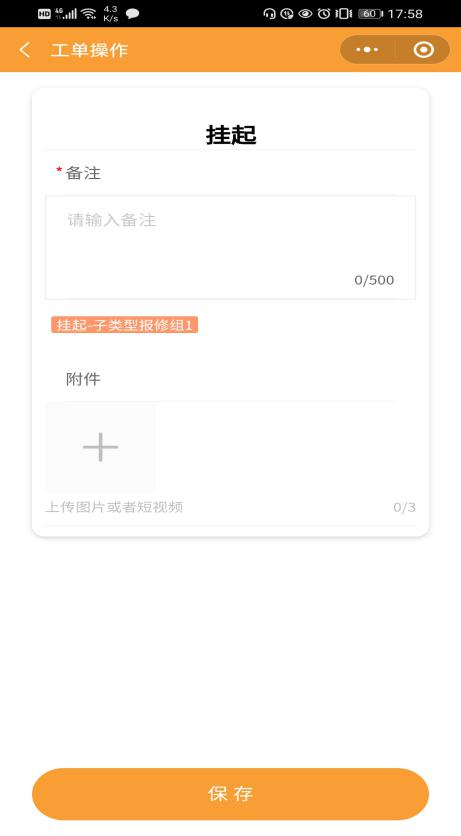 HD 4G 4.3 K/s 60 17:58
工单操作
挂起
*备注
请输入备注
0/500
挂起-子类型报修组1
附件
上传图片或者短视频 0/3
保存